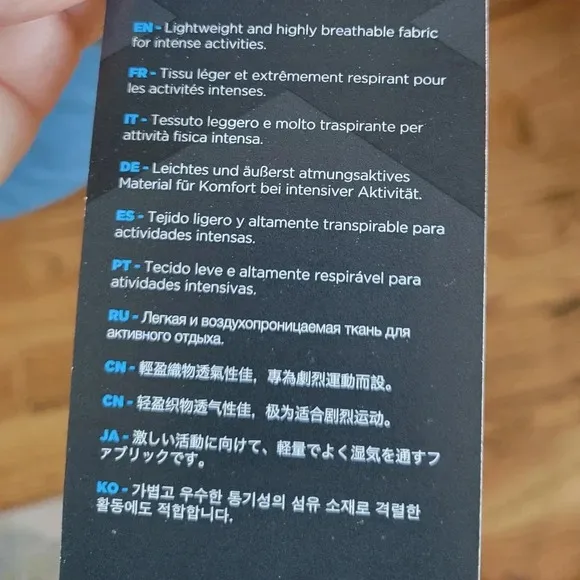 EN - Lightweight and highly breathable fabric
for intense activities.
FR - Tissu léger et extrêmement respirant pour
les activités intenses.
IT - Tessuto leggero e molto traspirante per
attività fisica intensa.
DE - Leichtes und äußerst atmungsaktives
Material für Komfort bei intensiver Aktivität.
ES - Tejido ligero y altamente transpirable para
actividades intensas.
PT - Tecido leve e altamente respirável para
atividades intensivas.
RU - Легкая и воздухопроницаемая ткань для
активного отдыха.
CN - 輕盈織物透氣性佳，專為劇烈運動而設。
CN - 轻盈织物透气性佳，极为适合剧烈运动。
JA - 激しい活動に向けて、軽量でよく湿気を通すフ
ァブリックです。
KO - 가볍고 우수한 통기성의 섬유 소재로 격렬한
활동에도 적합합니다.